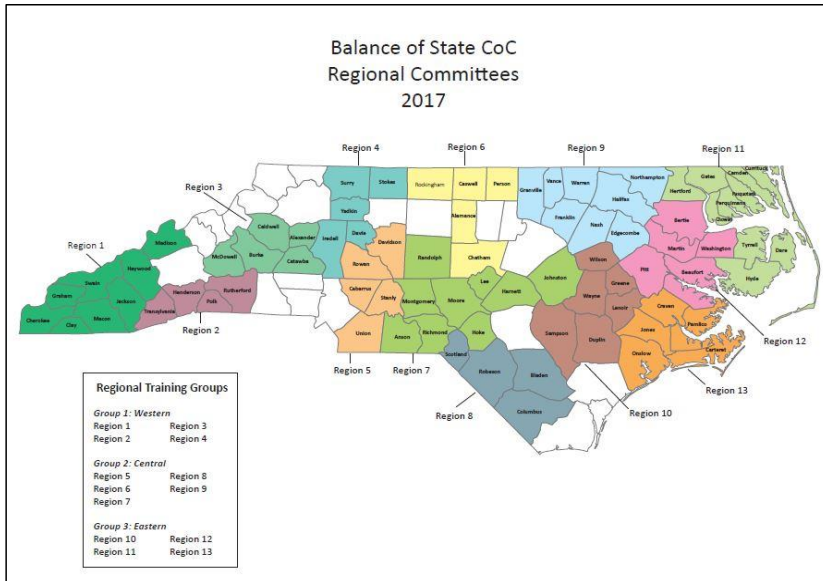 Balance of State CoC
Regional Committees
2017
Region 4
Region 6
Region 9
Region 11
Region 3
Region 1
Surry
Stokes
Rockingham
Caswell
Person
Granville
Vance
Warren
Northampton
Halifax
Hertford
Gates
Camden
Currituck
Pasquotank
Perquimans
Chowan
Bertie
Yadkin
Alamance
Franklin
Nash
Edgecombe
Madison
Caldwell
Alexander
Iredell
Davie
Davidson
Martin
Washington
Tyrrell
Dare
McDowell
Burke
Catawba
Rowan
Randolph
Chatham
Wilson
Pitt
Beaufort
Hyde
Haywood
Swain
Graham
Jackson
Cherokee
Clay
Macon
Transylvania
Henderson
Polk
Rutherford
Cabarrus
Stanly
Montgomery
Moore
Lee
Harnett
Johnston
Wayne
Greene
Lenoir
Craven
Pamlico
Jones
Carteret
Onslow
Union
Anson
Richmond
Hoke
Scotland
Robeson
Bladen
Columbus
Sampson
Duplin
Region 2
Region 5
Region 7
Region 8
Region 10
Region 12
Region 13
Regional Training Groups
Group 1: Western
Region 1 Region 3
Region 2 Region 4
Group 2: Central
Region 5 Region 8
Region 6 Region 9
Region 7
Group 3: Eastern
Region 10 Region 12
Region 11 Region 13